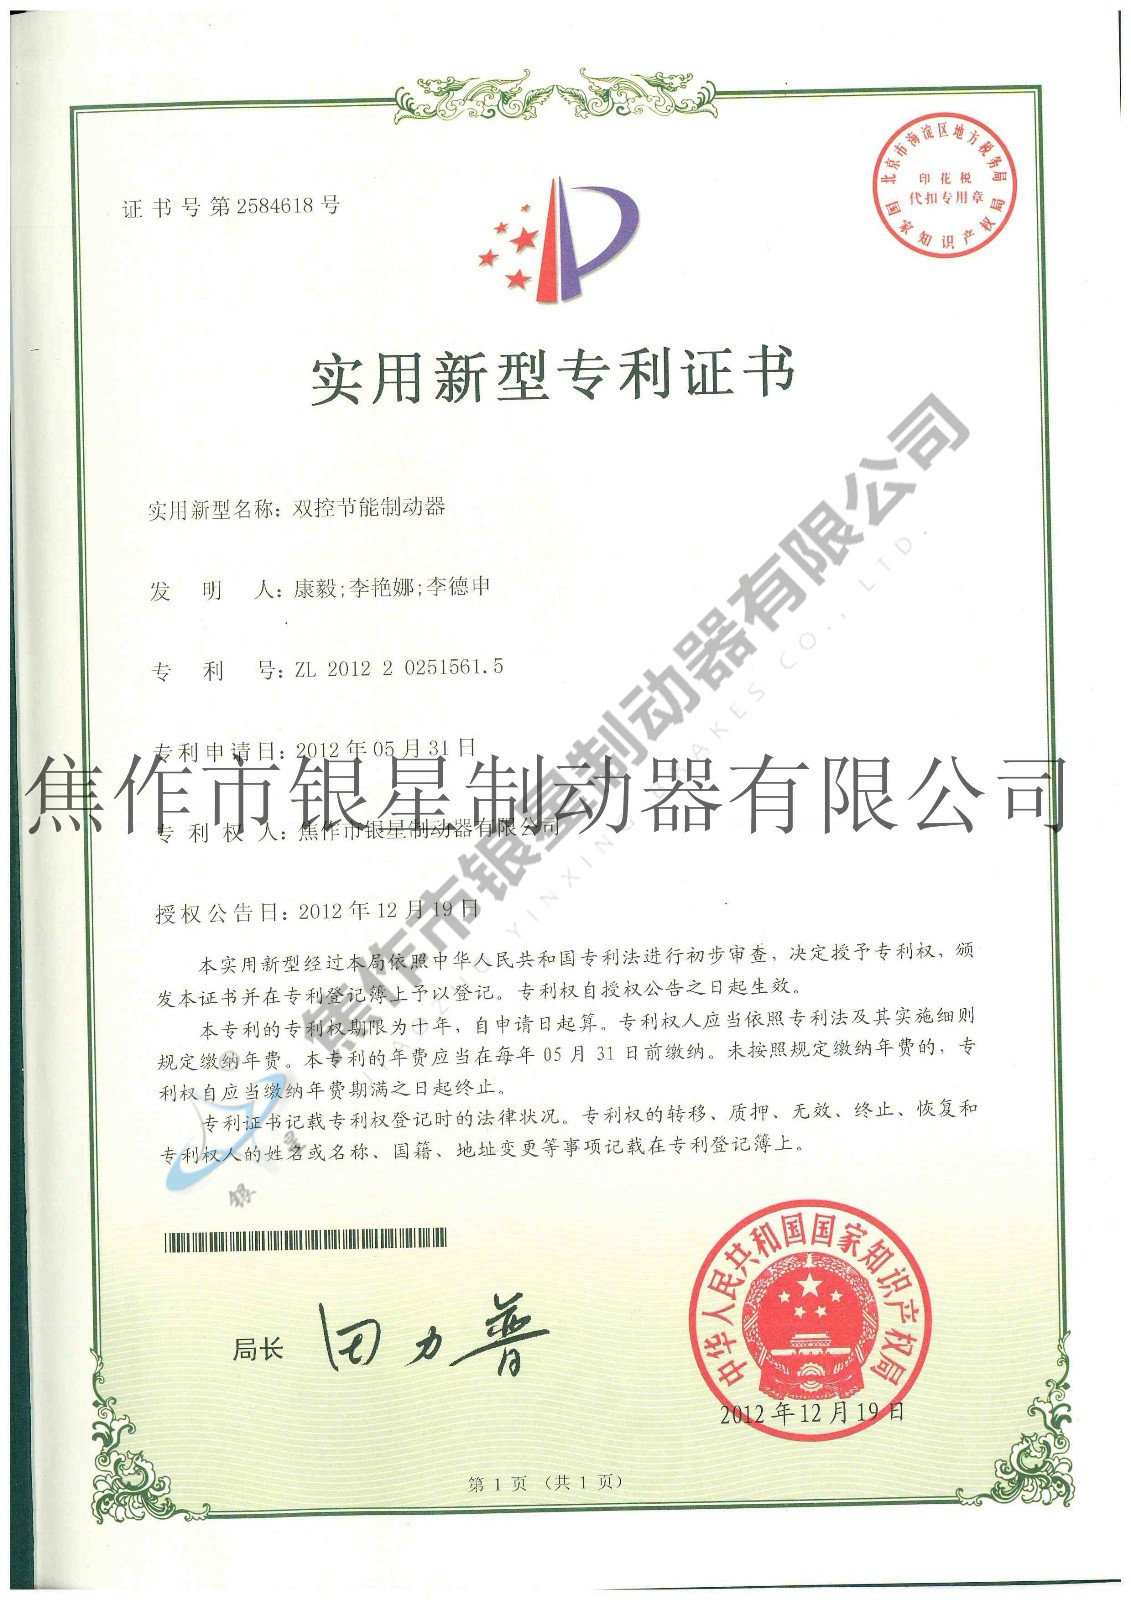 证书号第2584618号
北京市海淀区地方税务局
印花税
代扣专用章
国家知识产权局
实用新型专利证书
实用新型名称：双控节能制动器
发明人：康毅;李艳娜;李德申
专利号：ZL 2012 2 0251561.5
专利申请日：2012年05月31日
焦作市银星制动器有限公司
专利权人：焦作市银星制动器有限公司
授权公告日：2012年12月19日
本实用新型经过本局依照中华人民共和国专利法进行初步审查，决定授予专利权，颁
发本证书并在专利登记簿上予以登记。专利权自授权公告之日起生效。
本专利的专利权期限为十年，自申请日起算。专利权人应当依照专利法及其实施细则
规定缴纳年费。本专利的年费应当在每年05月31日前缴纳。未按照规定缴纳年费的，专
利权自应当缴纳年费期满之日起终止。
专利证书记载专利权登记时的法律状况。专利权的转移、质押、无效、终止、恢复和
专利权人的姓名或名称、国籍、地址变更等事项记载在专利登记簿上。
焦作市银星制动器有限公司
JIAOZUO YINXING BRAKES CO., LTD.
银星
局长 田力普
中华人民共和国国家知识产权局
2012年12月19日
第1页（共1页）